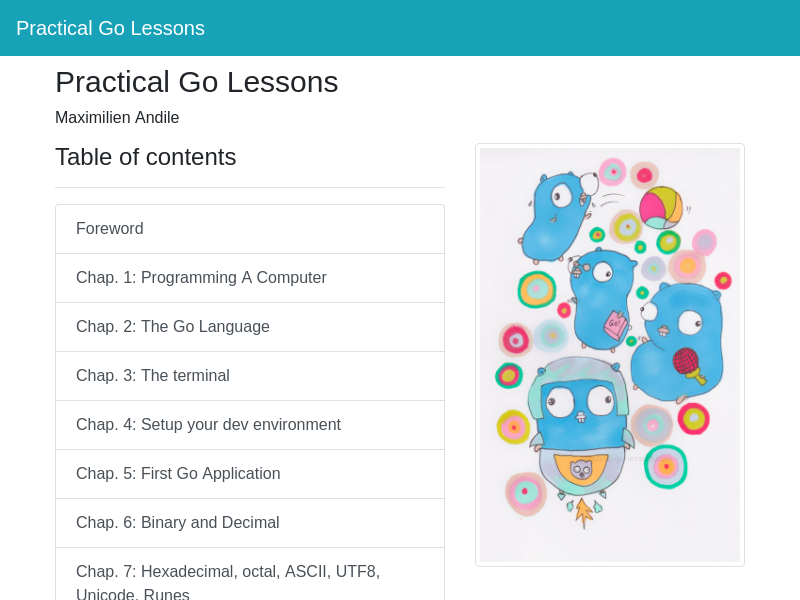 Practical Go Lessons
Practical Go Lessons
Maximilien Andile
Table of contents
Foreword
Chap. 1: Programming A Computer
Chap. 2: The Go Language
Chap. 3: The terminal
Chap. 4: Setup your dev environment
Chap. 5: First Go Application
Chap. 6: Binary and Decimal
Chap. 7: Hexadecimal, octal, ASCII, UTF8,
Unicode, Runes
Go!